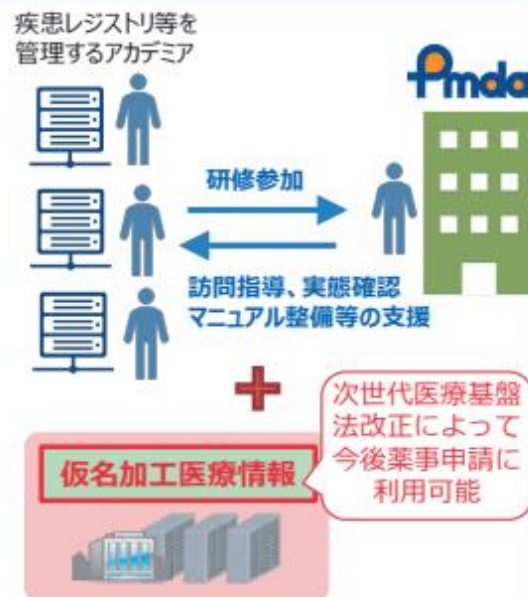 疾患レジストリ等を
管理するアカデミア
Pmda
研修参加
訪問指導、実態確認
マニュアル整備等の支援
次世代医療基盤
法改正によって
今後薬事申請に
利用可能
仮名加工医療情報